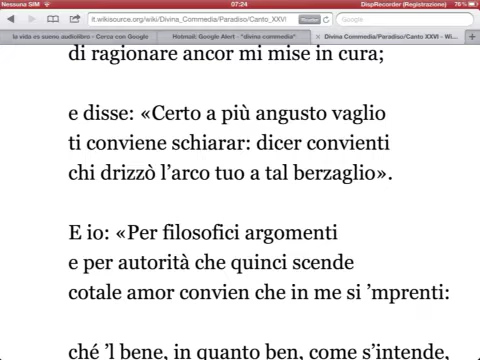 Nessuna SIM
07:24
DispRecorder (Registrazione)
78 %
it.wikisource.org/wiki/Divina_Commedia/Paradiso/Canto_XXVI
Reader
Google
la vida es sueno audiolibro - Cerca con Google
Hotmail: Google Alert - "divina commedia"
Divina Commedia/Paradiso/Canto XXVI - Wi...
di ragionare ancor mi mise in cura;
e disse: «Certo a più angusto vaglio
ti conviene schiarar: dicer convienti
chi drizzò l’arco tuo a tal berzaglio».
E io: «Per filosofici argomenti
e per autorità che quinci scende
cotale amor convien che in me si ’mprenti:
ché ’l bene, in quanto ben, come s’intende,